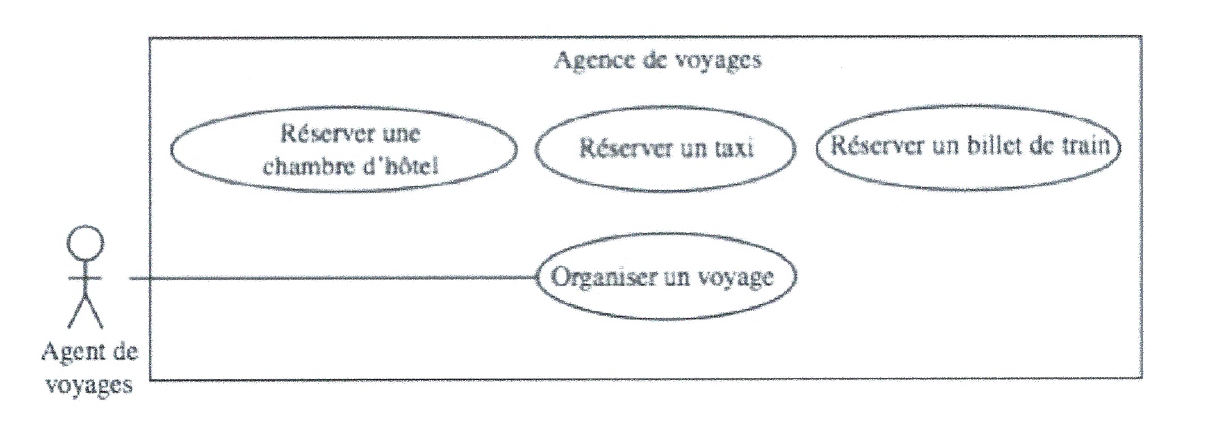 Agence de voyages
Réserver une
chambre d'hôtel
Réserver un taxi
Réserver un billet de train
Organiser un voyage
Agent de
voyages